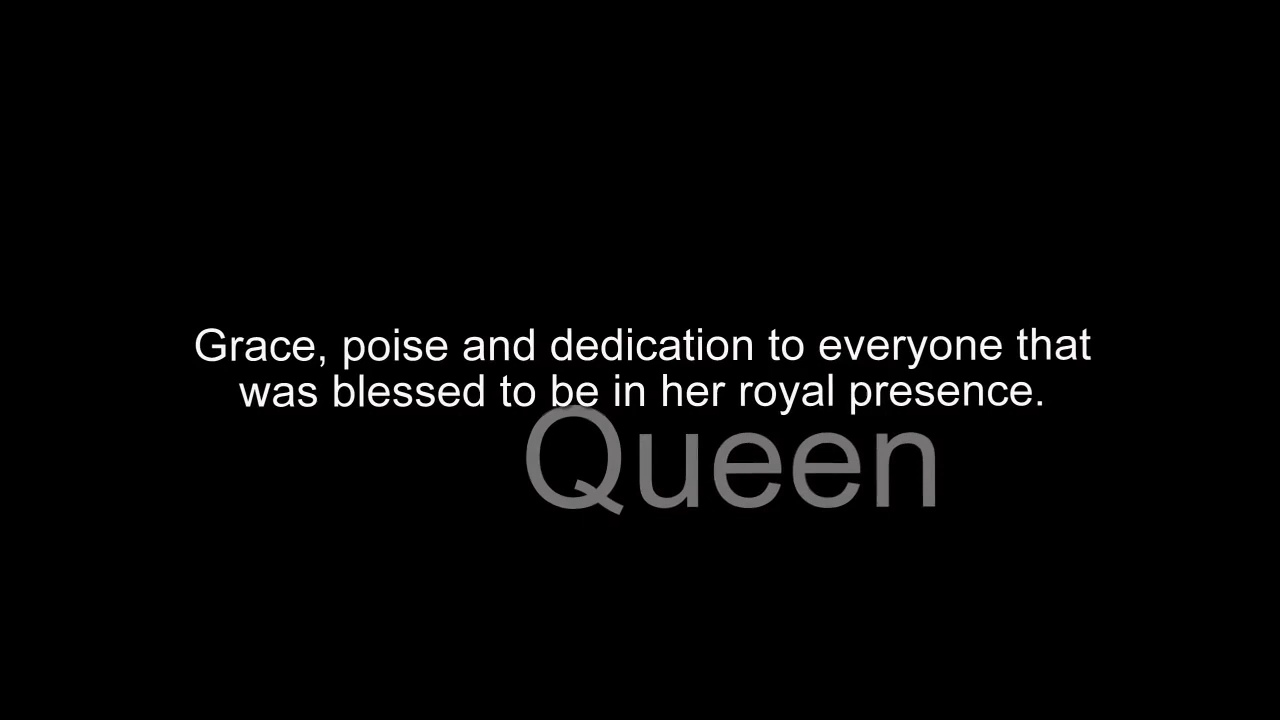 Grace, poise and dedication to everyone that
was blessed to be in her royal presence.
Queen